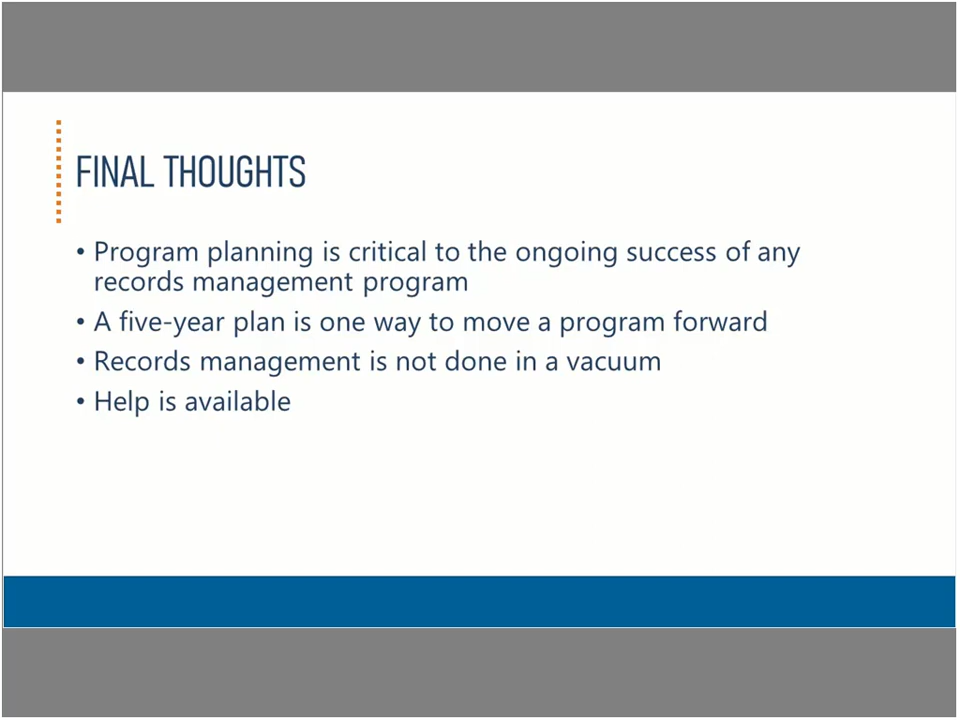 FINAL THOUGHTS
• Program planning is critical to the ongoing success of any
records management program
• A five-year plan is one way to move a program forward
• Records management is not done in a vacuum
• Help is available